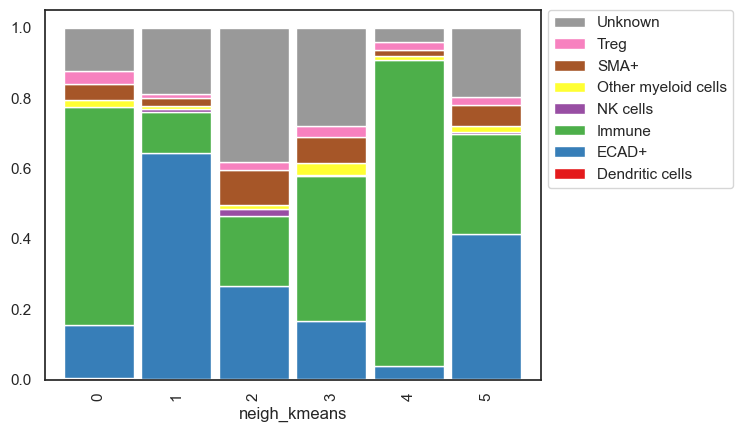 1.0
0.8
0.6
0.4
0.2
0.0
0
1
2
3
4
5
neigh_kmeans
Unknown
Treg
SMA+
Other myeloid cells
NK cells
Immune
ECAD+
Dendritic cells